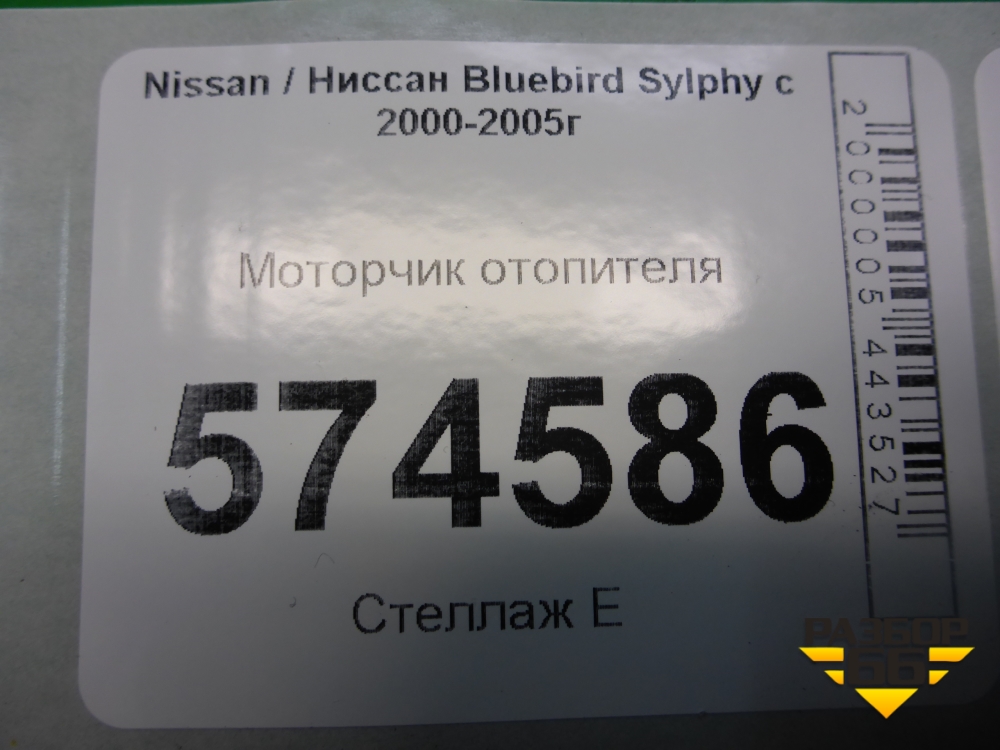 Nissan / Ниссан Bluebird Sylphy с
2000-2005г
Моторчик отопителя
574586
Стеллаж Е
2000005443527
РАЗБОР
66